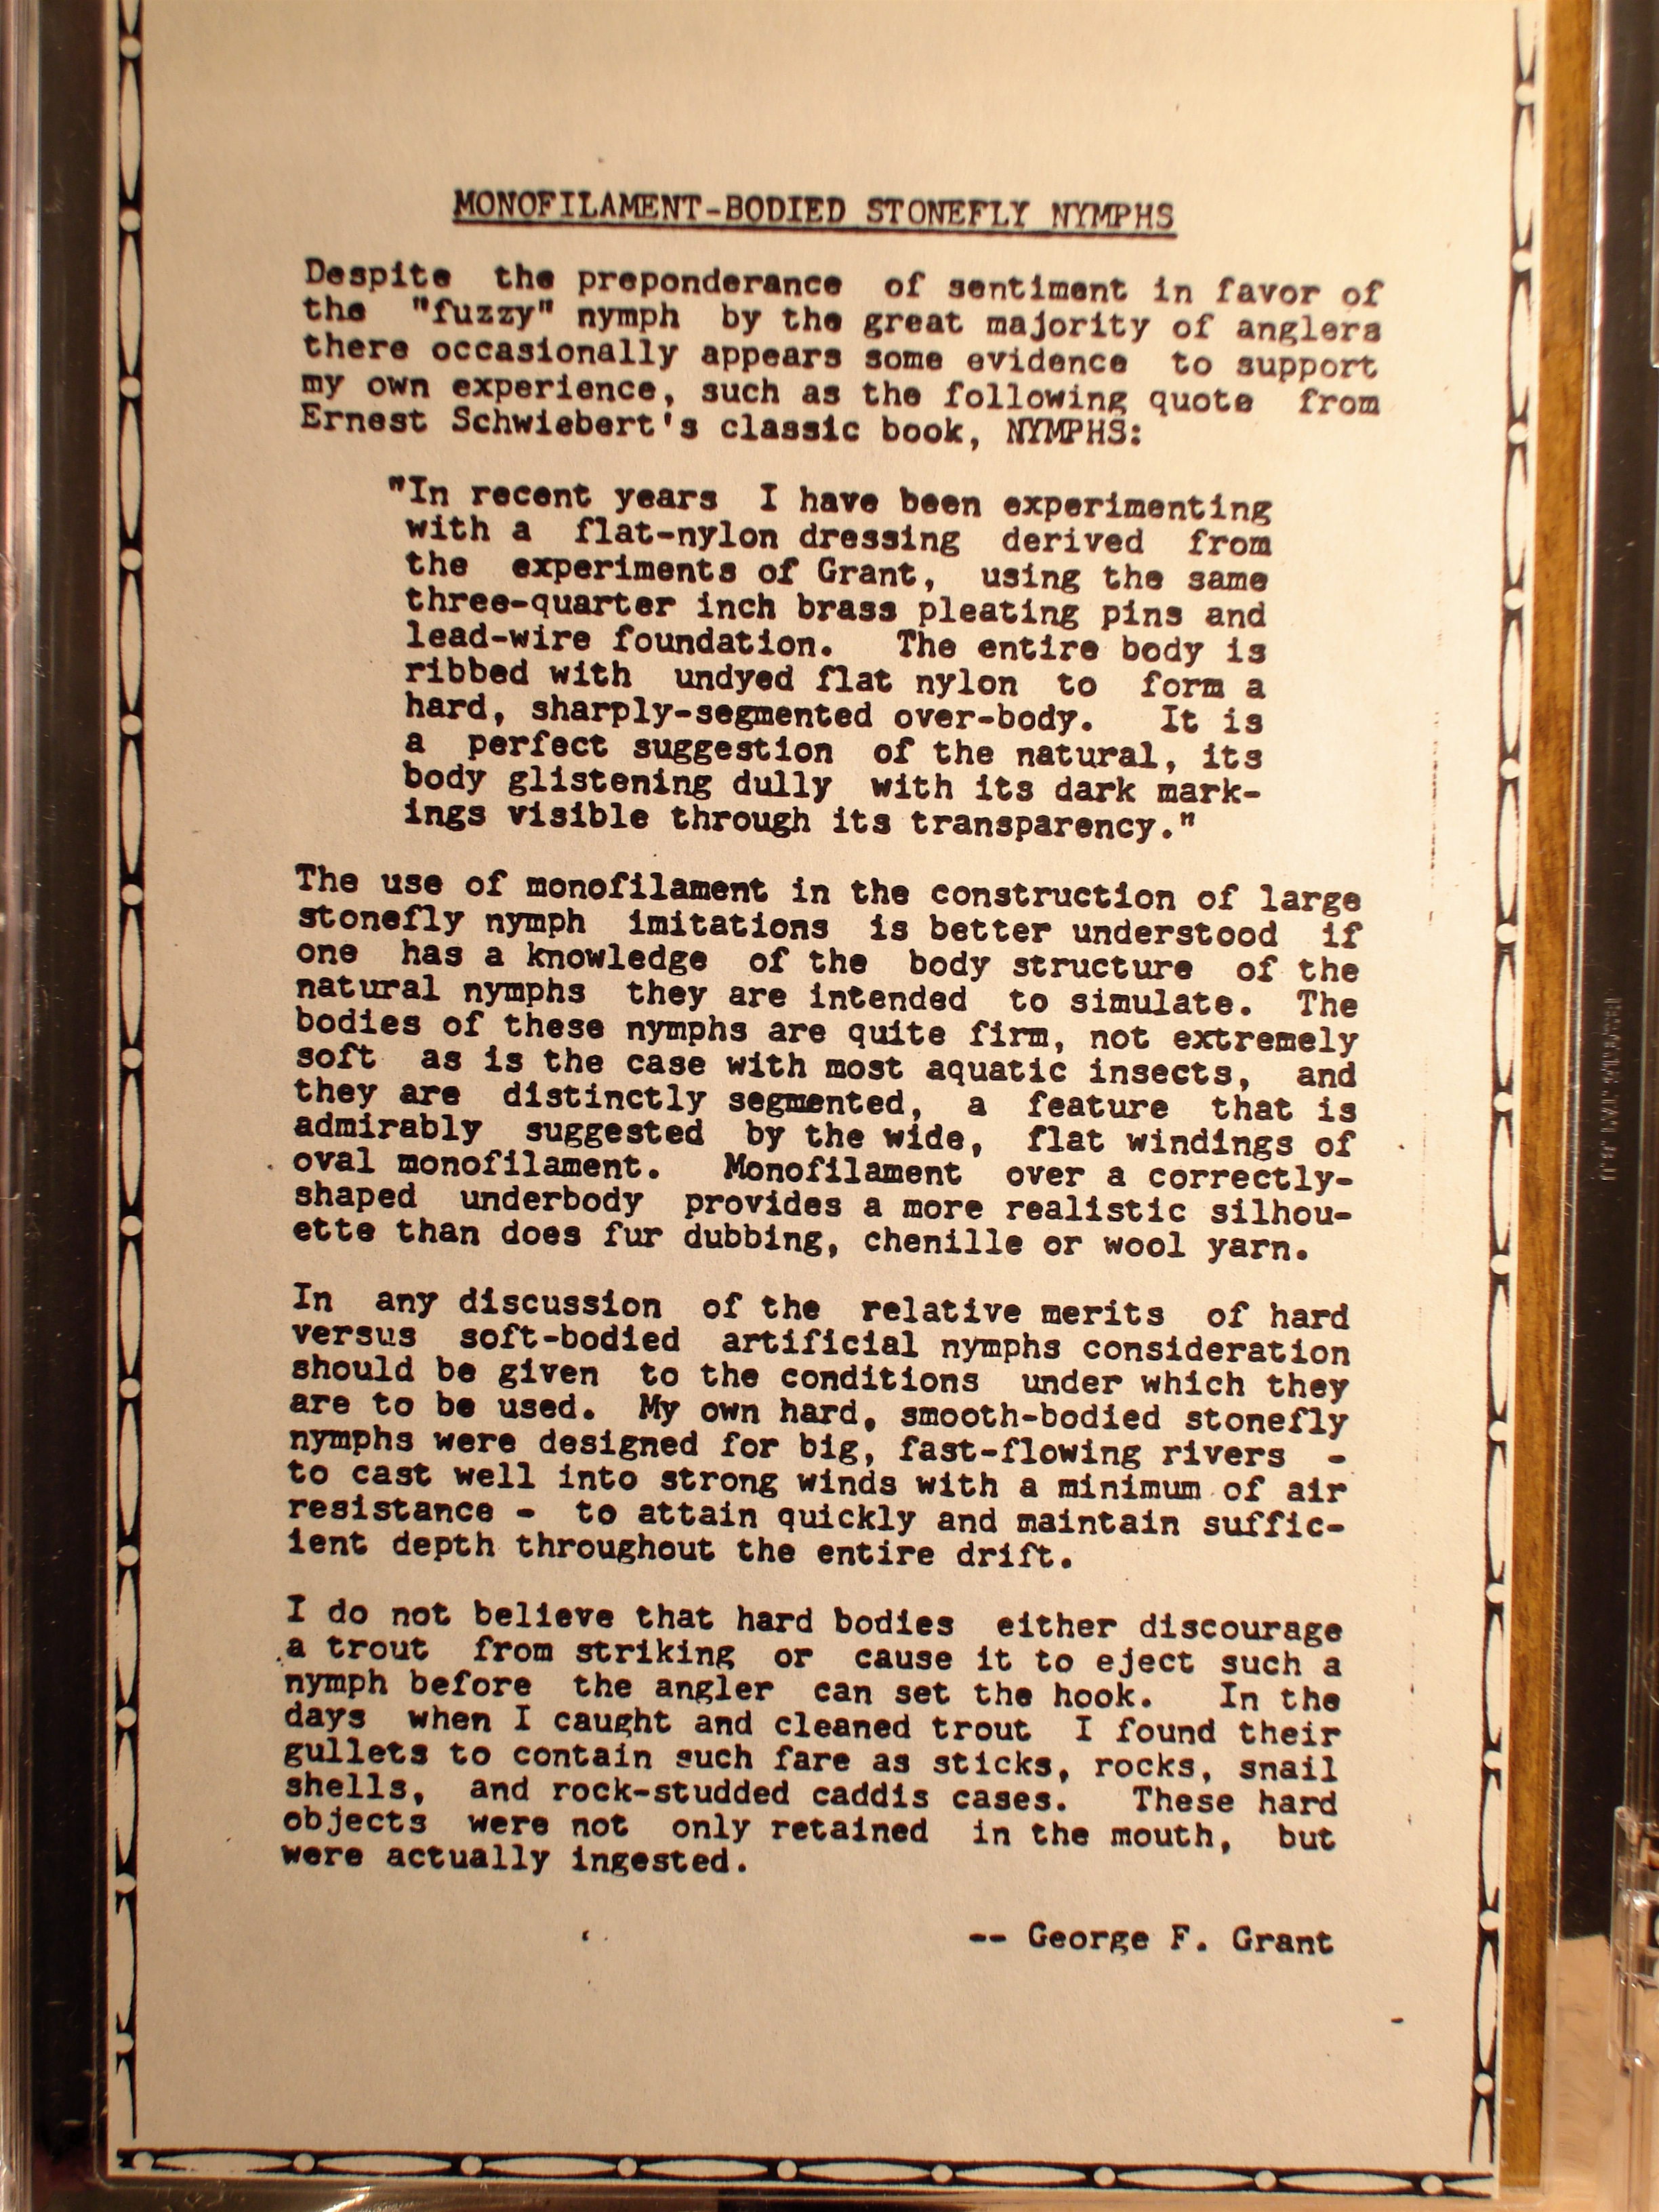 MONOFILAMENT-BODIED STONEFLY NYMPHS
Despite the preponderance of sentiment in favor of
the "fuzzy" nymph by the great majority of anglers
there occasionally appears some evidence to support
my own experience, such as the following quote from
Ernest Schwiebert's classic book, NYMPHS:
"In recent years I have been experimenting
with a flat-nylon dressing derived from
the experiments of Grant, using the same
three-quarter inch brass pleating pins and
lead-wire foundation. The entire body is
ribbed with undyed flat nylon to form a
hard, sharply-segmented over-body. It is
a perfect suggestion of the natural, its
body glistening dully with its dark mark-
ings visible through its transparency."
The use of monofilament in the construction of large
stonefly nymph imitations is better understood if
one has a knowledge of the body structure of the
natural nymphs they are intended to simulate. The
bodies of these nymphs are quite firm, not extremely
soft as is the case with most aquatic insects, and
they are distinctly segmented, a feature that is
admirably suggested by the wide, flat windings of
oval monofilament. Monofilament over a correctly-
shaped underbody provides a more realistic silhou-
ette than does fur dubbing, chenille or wool yarn.
In any discussion of the relative merits of hard
versus soft-bodied artificial nymphs consideration
should be given to the conditions under which they
are to be used. My own hard, smooth-bodied stonefly
nymphs were designed for big, fast-flowing rivers -
to cast well into strong winds with a minimum of air
resistance - to attain quickly and maintain suffic-
ient depth throughout the entire drift.
I do not believe that hard bodies either discourage
a trout from striking or cause it to eject such a
nymph before the angler can set the hook. In the
days when I caught and cleaned trout I found their
gullets to contain such fare as sticks, rocks, snail
shells, and rock-studded caddis cases. These hard
objects were not only retained in the mouth, but
were actually ingested.
-- George F. Grant